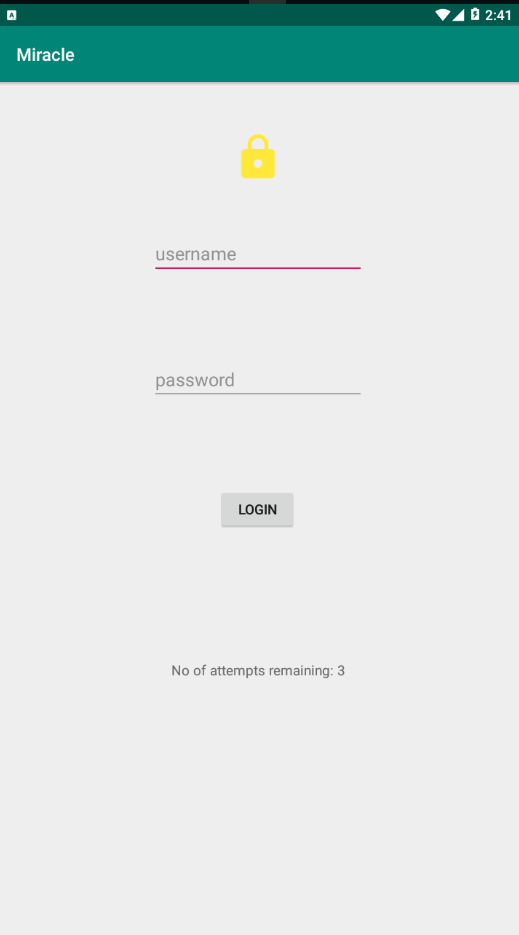 2:41
Miracle
username
password
LOGIN
No of attempts remaining: 3